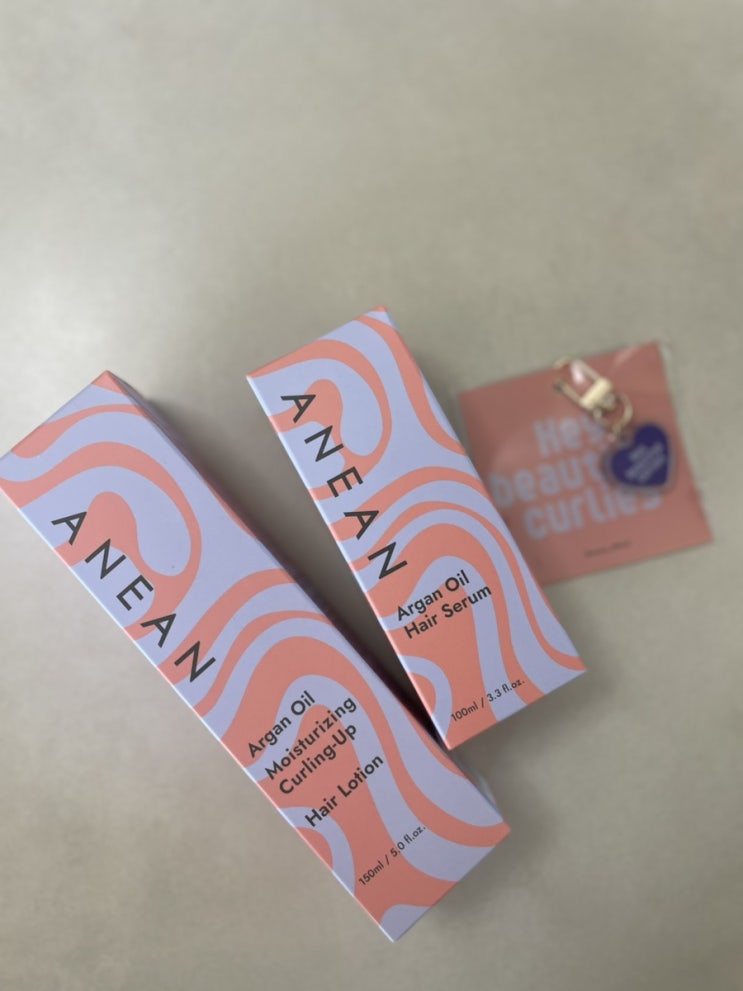 ANEAN
Argan Oil
Moisturizing
Curling-Up
Hair Lotion
150ml / 5.0 fl.oz.
ANEAN
Argan Oil
Hair Serum
100ml / 3.3 fl.oz.
Hey
curlies